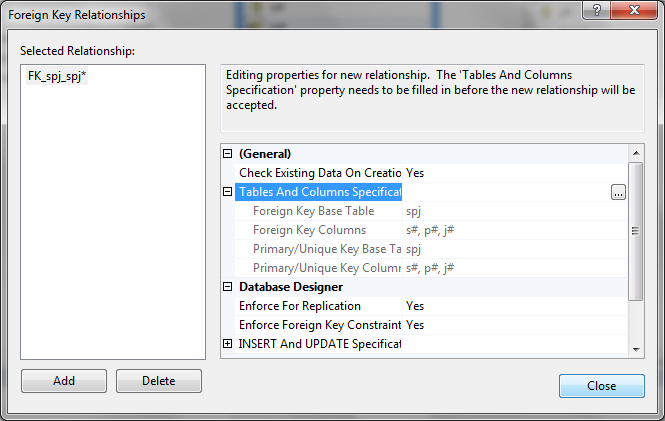 Foreign Key Relationships
Selected Relationship:
FK_spj_spj*
Editing properties for new relationship. The 'Tables And Columns
Specification' property needs to be filled in before the new relationship will be
accepted.
(General)
Check Existing Data On Creatio Yes
Tables And Columns Specificat ...
Foreign Key Base Table spj
Foreign Key Columns s#, p#, j#
Primary/Unique Key Base Ta spj
Primary/Unique Key Column s#, p#, j#
Database Designer
Enforce For Replication Yes
Enforce Foreign Key Constraint Yes
INSERT And UPDATE Specificat
Add Delete
Close